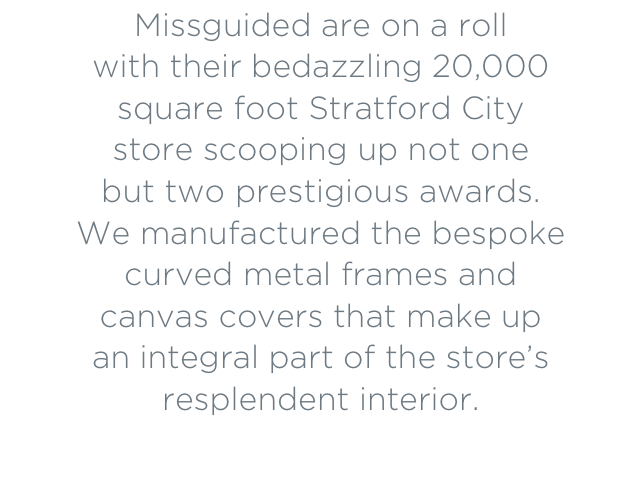 Missguided are on a roll
with their bedazzling 20,000
square foot Stratford City
store scooping up not one
but two prestigious awards.
We manufactured the bespoke
curved metal frames and
canvas covers that make up
an integral part of the store’s
resplendent interior.